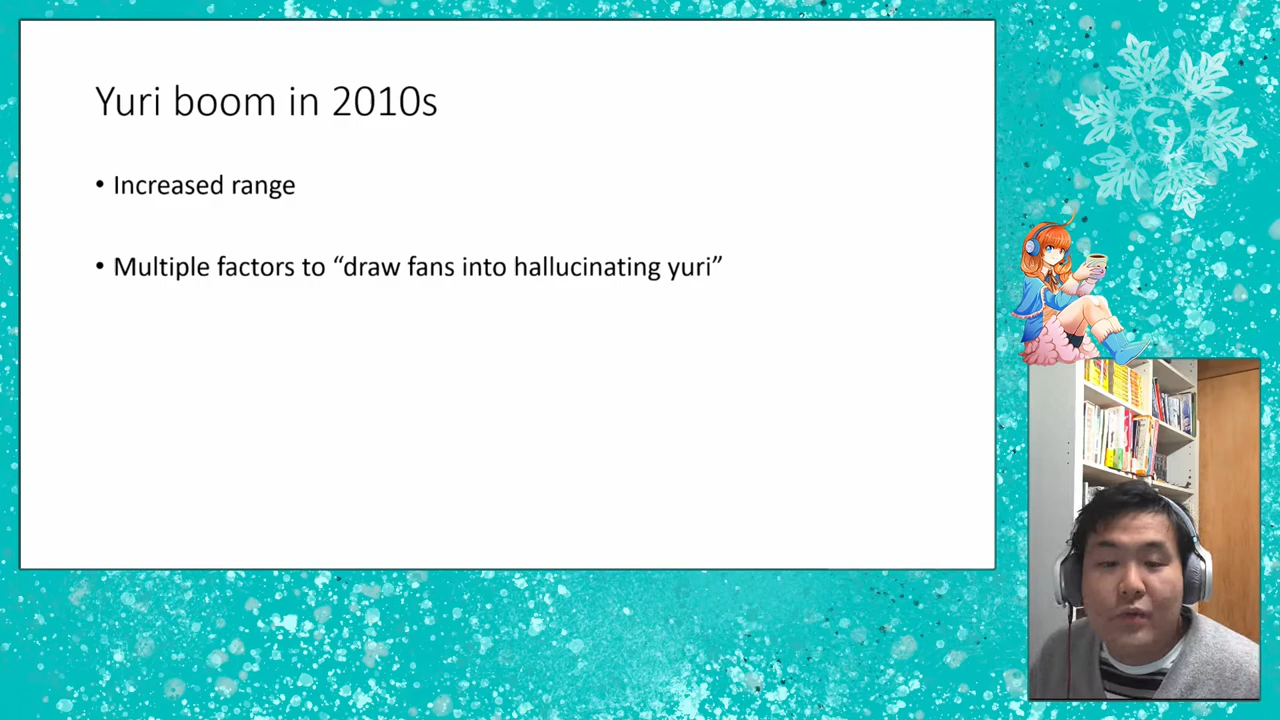 Yuri boom in 2010s
• Increased range
• Multiple factors to “draw fans into hallucinating yuri”